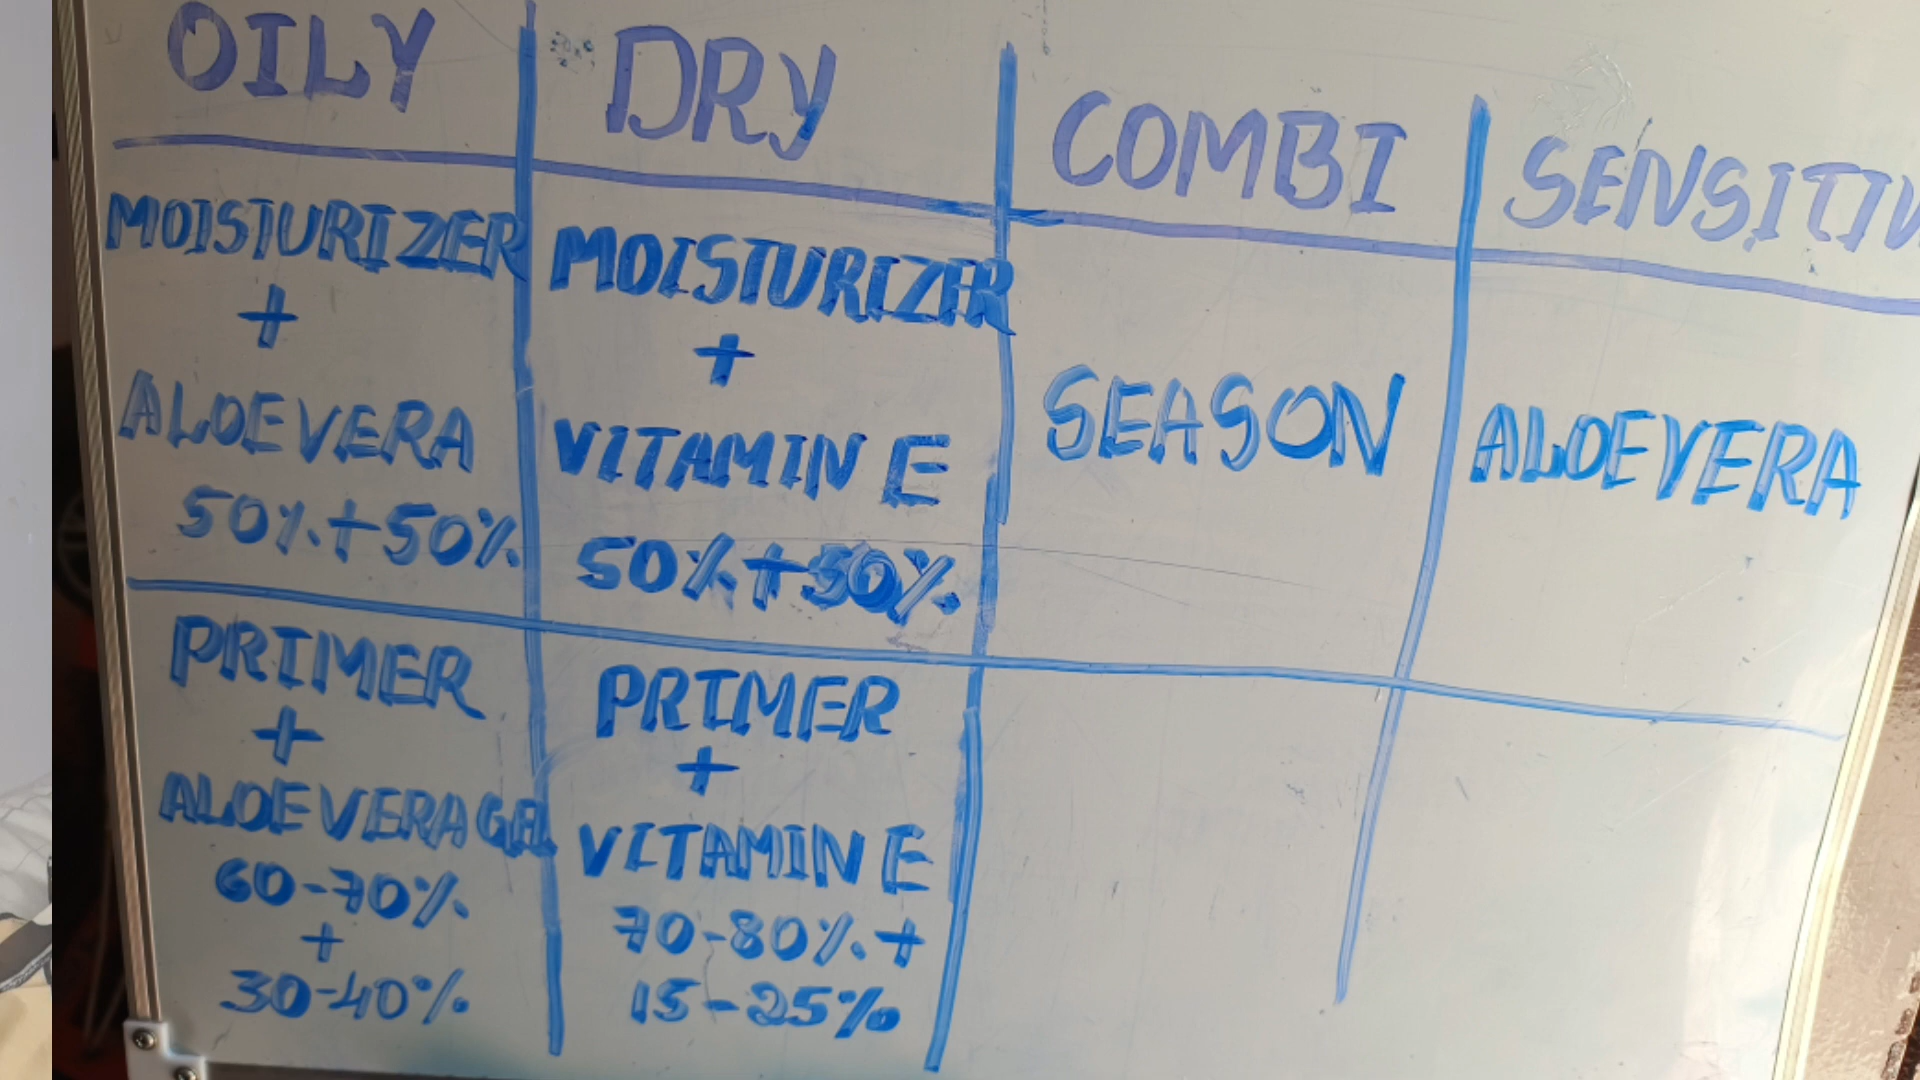 OILY
DRY
COMBI
SENSITIV
MOISTURIZER
+
ALOEVERA
50%+50%
MOISTURIZER
+
VITAMIN E
50%+50%
SEASON
ALOEVERA
PRIMER
+
ALOEVERA GEL
60-70%
+
30-40%
PRIMER
+
VITAMIN E
70-80%+
15-25%